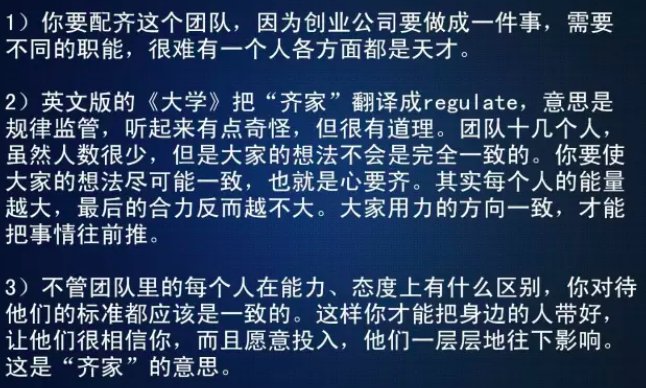 1）你要配齐这个团队，因为创业公司要做成一件事，需要
不同的职能，很难有一个人各方面都是天才。
2）英文版的《大学》把“齐家”翻译成regulate，意思是
规律监管，听起来有点奇怪，但很有道理。团队十几个人，
虽然人数很少，但是大家的想法不会是完全一致的。你要使
大家的想法尽可能一致，也就是心要齐。其实每个人的能量
越大，最后的合力反而越不大。大家用力的方向一致，才能
把事情往前推。
3）不管团队里的每个人在能力、态度上有什么区别，你对待
他们的标准都应该是一致的。这样你才能把身边的人带好，
让他们很相信你，而且愿意投入，他们一层层地往下影响。
这是“齐家”的意思。